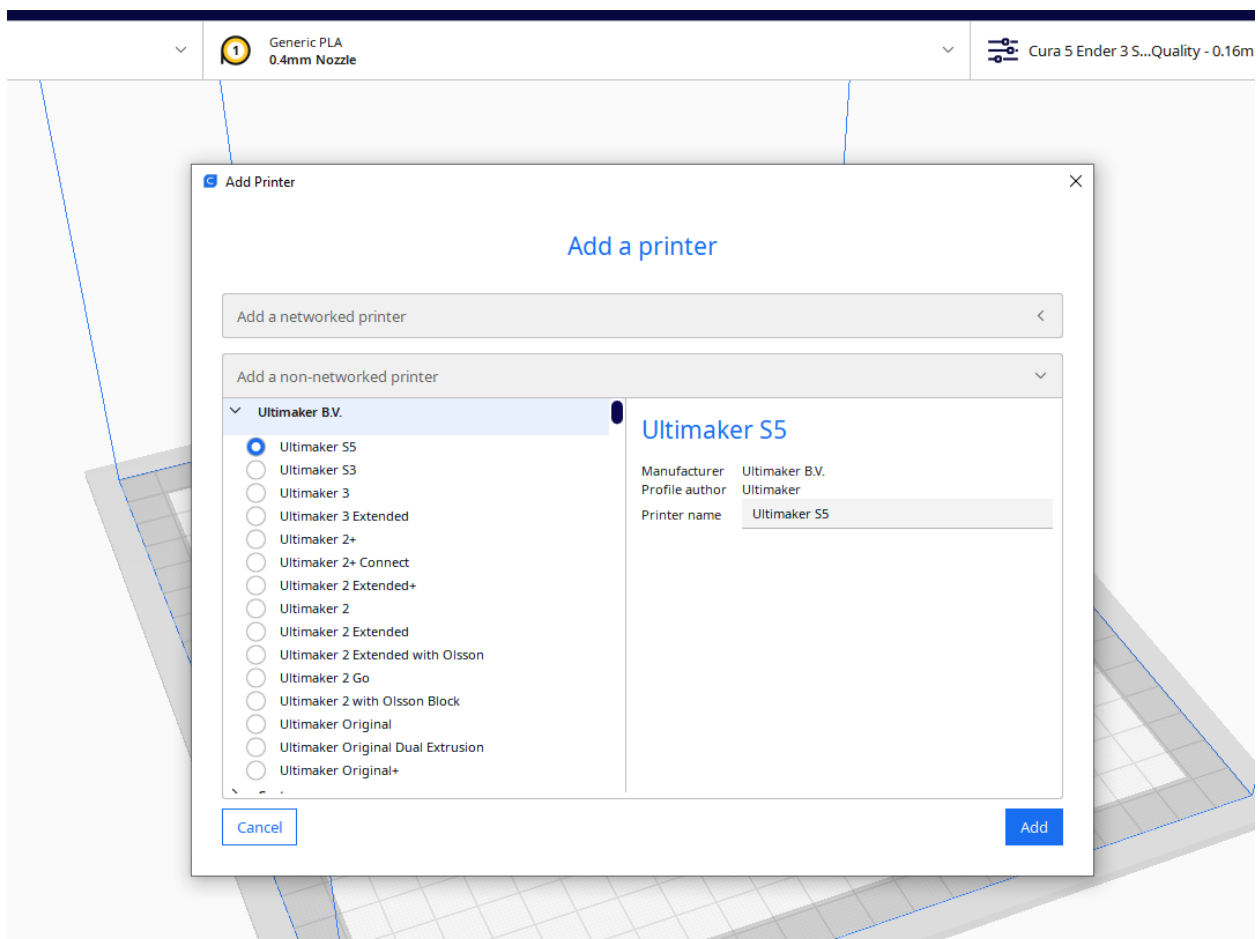 Generic PLA
0.4mm Nozzle
Cura 5 Ender 3 S...Quality - 0.16m
1
Add Printer
Add a printer
Add a networked printer
Add a non-networked printer
Ultimaker B.V.
Ultimaker S5
Ultimaker S3
Ultimaker 3
Ultimaker 3 Extended
Ultimaker 2+
Ultimaker 2+ Connect
Ultimaker 2 Extended+
Ultimaker 2
Ultimaker 2 Extended
Ultimaker 2 Extended with Olsson
Ultimaker 2 Go
Ultimaker 2 with Olsson Block
Ultimaker Original
Ultimaker Original Dual Extrusion
Ultimaker Original+
Ultimaker S5
Manufacturer Ultimaker B.V.
Profile author Ultimaker
Printer name Ultimaker S5
Cancel
Add